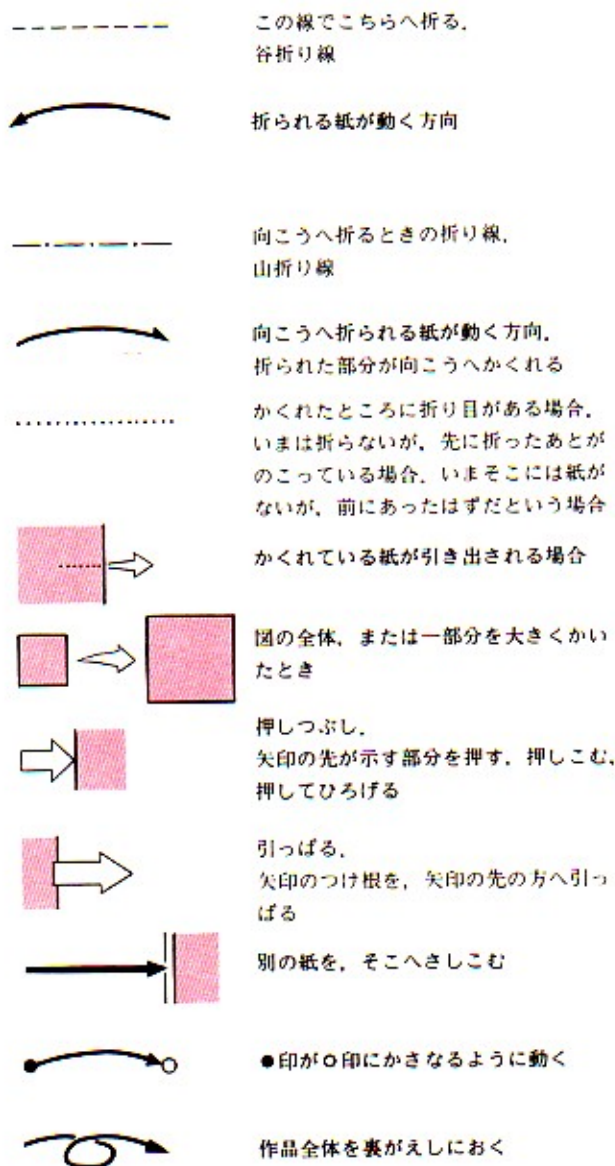 この線でこちらへ折る．
谷折り線
折られる紙が動く方向
向こうへ折るときの折り線．
山折り線
向こうへ折られる紙が動く方向．
折られた部分が向こうへかくれる
かくれたところに折り目がある場合．
いまは折らないが，先に折ったあとが
のこっている場合．いまそこには紙が
ないが，前にあったはずだという場合
かくれている紙が引き出される場合
図の全体，または一部分を大きくかい
たとき
押しつぶし．
矢印の先が示す部分を押す．押しこむ．
押してひろげる
引っぱる．
矢印のつけ根を，矢印の先の方へ引っ
ぱる
別の紙を，そこへさしこむ
●印が○印にかさなるように動く
作品全体を裏がえしにおく